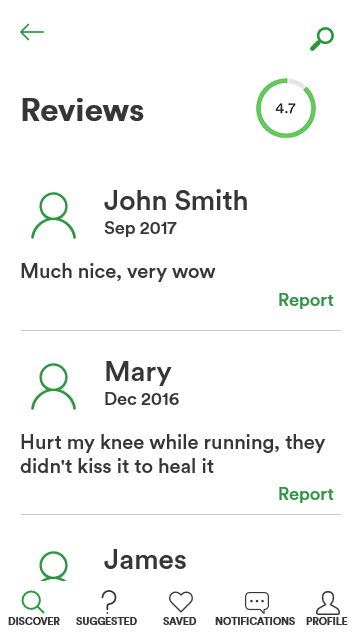 Reviews
4.7
John Smith
Sep 2017
Much nice, very wow
Report
Mary
Dec 2016
Hurt my knee while running, they
didn't kiss it to heal it
Report
James
DISCOVER SUGGESTED SAVED NOTIFICATIONS PROFILE